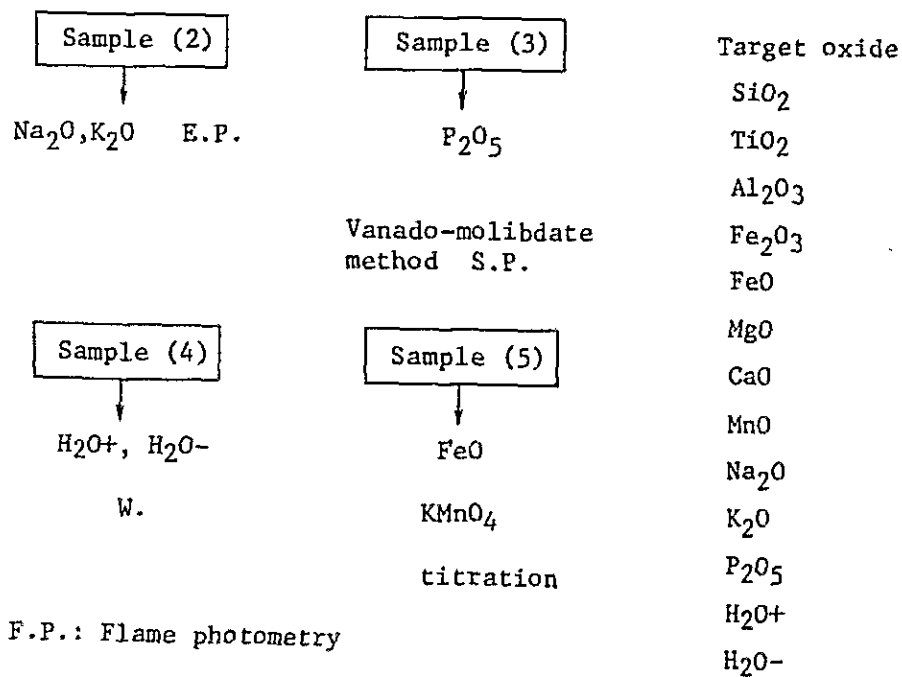 Sample (2)
Na₂O,K₂O E.P.
Sample (3)
P₂O₅
Vanado-molibdate
method S.P.
Sample (4)
H₂O+, H₂O-
W.
Sample (5)
FeO
KMnO₄
titration
F.P.: Flame photometry
Target oxide
SiO₂
TiO₂
Al₂O₃
Fe₂O₃
FeO
MgO
CaO
MnO
Na₂O
K₂O
P₂O₅
H₂O+
H₂O-